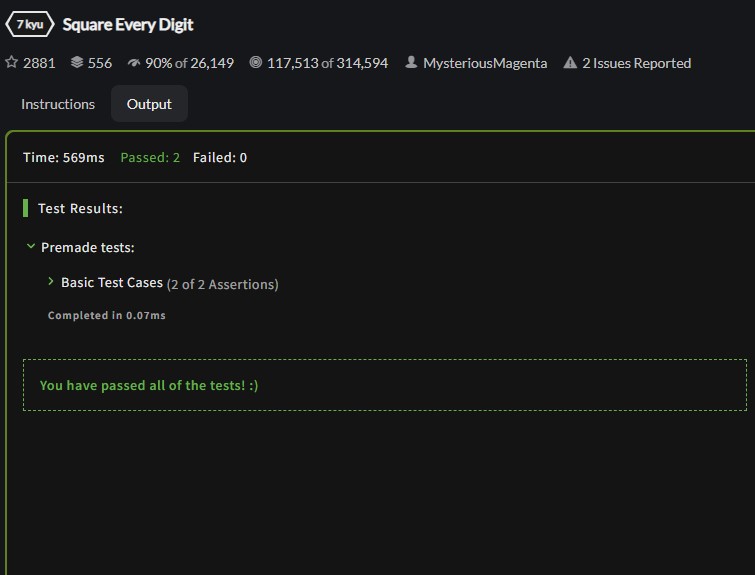 7 kyu Square Every Digit
2881 556 90% of 26,149 117,513 of 314,594 MysteriousMagenta 2 Issues Reported
Instructions Output
Time: 569ms Passed: 2 Failed: 0
Test Results:
Premade tests:
Basic Test Cases (2 of 2 Assertions)
Completed in 0.07ms
You have passed all of the tests! :)